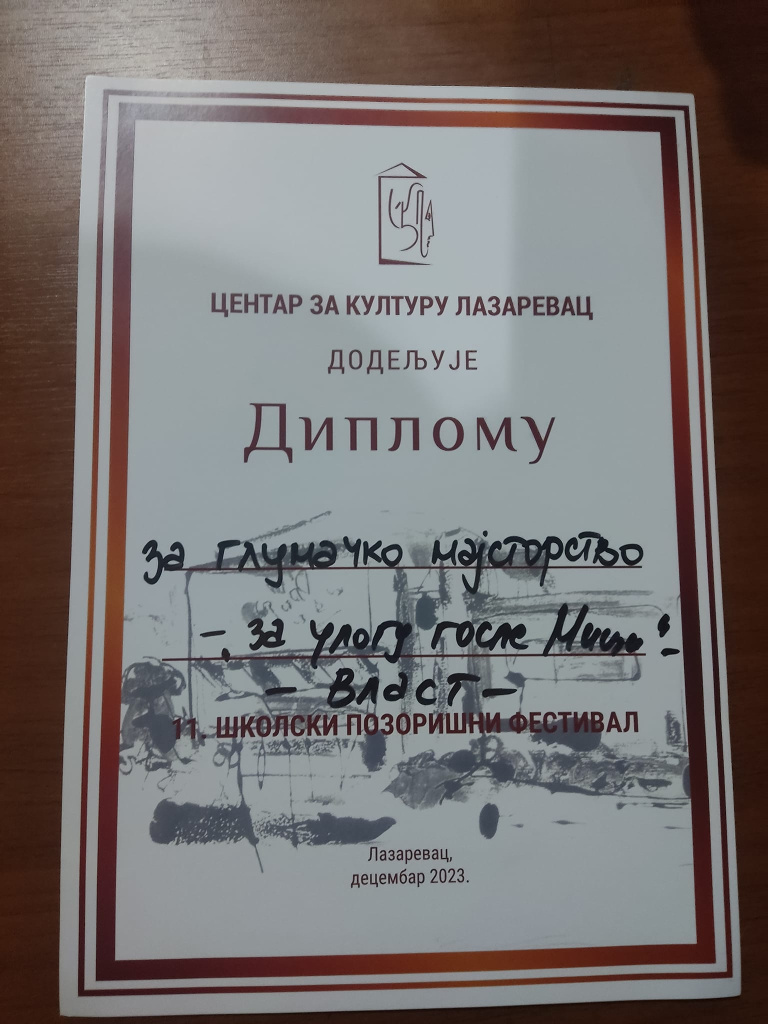 ЦЕНТАР ЗА КУЛТУРУ ЛАЗАРЕВАЦ
ДОДЕЉУЈЕ
Диплому
за глумачко мајсторство
- за улогу госпе
- Власт -
11. ШКОЛСКИ ПОЗОРИШНИ ФЕСТИВАЛ
Лазаревац,
децембар 2023.